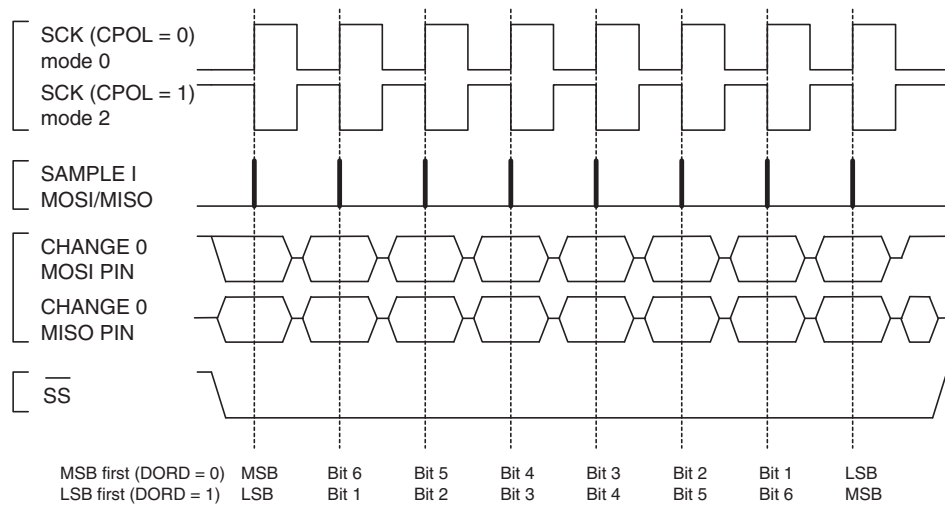 SCK (CPOL = 0)
mode 0
SCK (CPOL = 1)
mode 2
SAMPLE I
MOSI/MISO
CHANGE 0
MOSI PIN
CHANGE 0
MISO PIN
SS
MSB first (DORD = 0) MSB Bit 6 Bit 5 Bit 4 Bit 3 Bit 2 Bit 1 LSB
LSB first (DORD = 1) LSB Bit 1 Bit 2 Bit 3 Bit 4 Bit 5 Bit 6 MSB